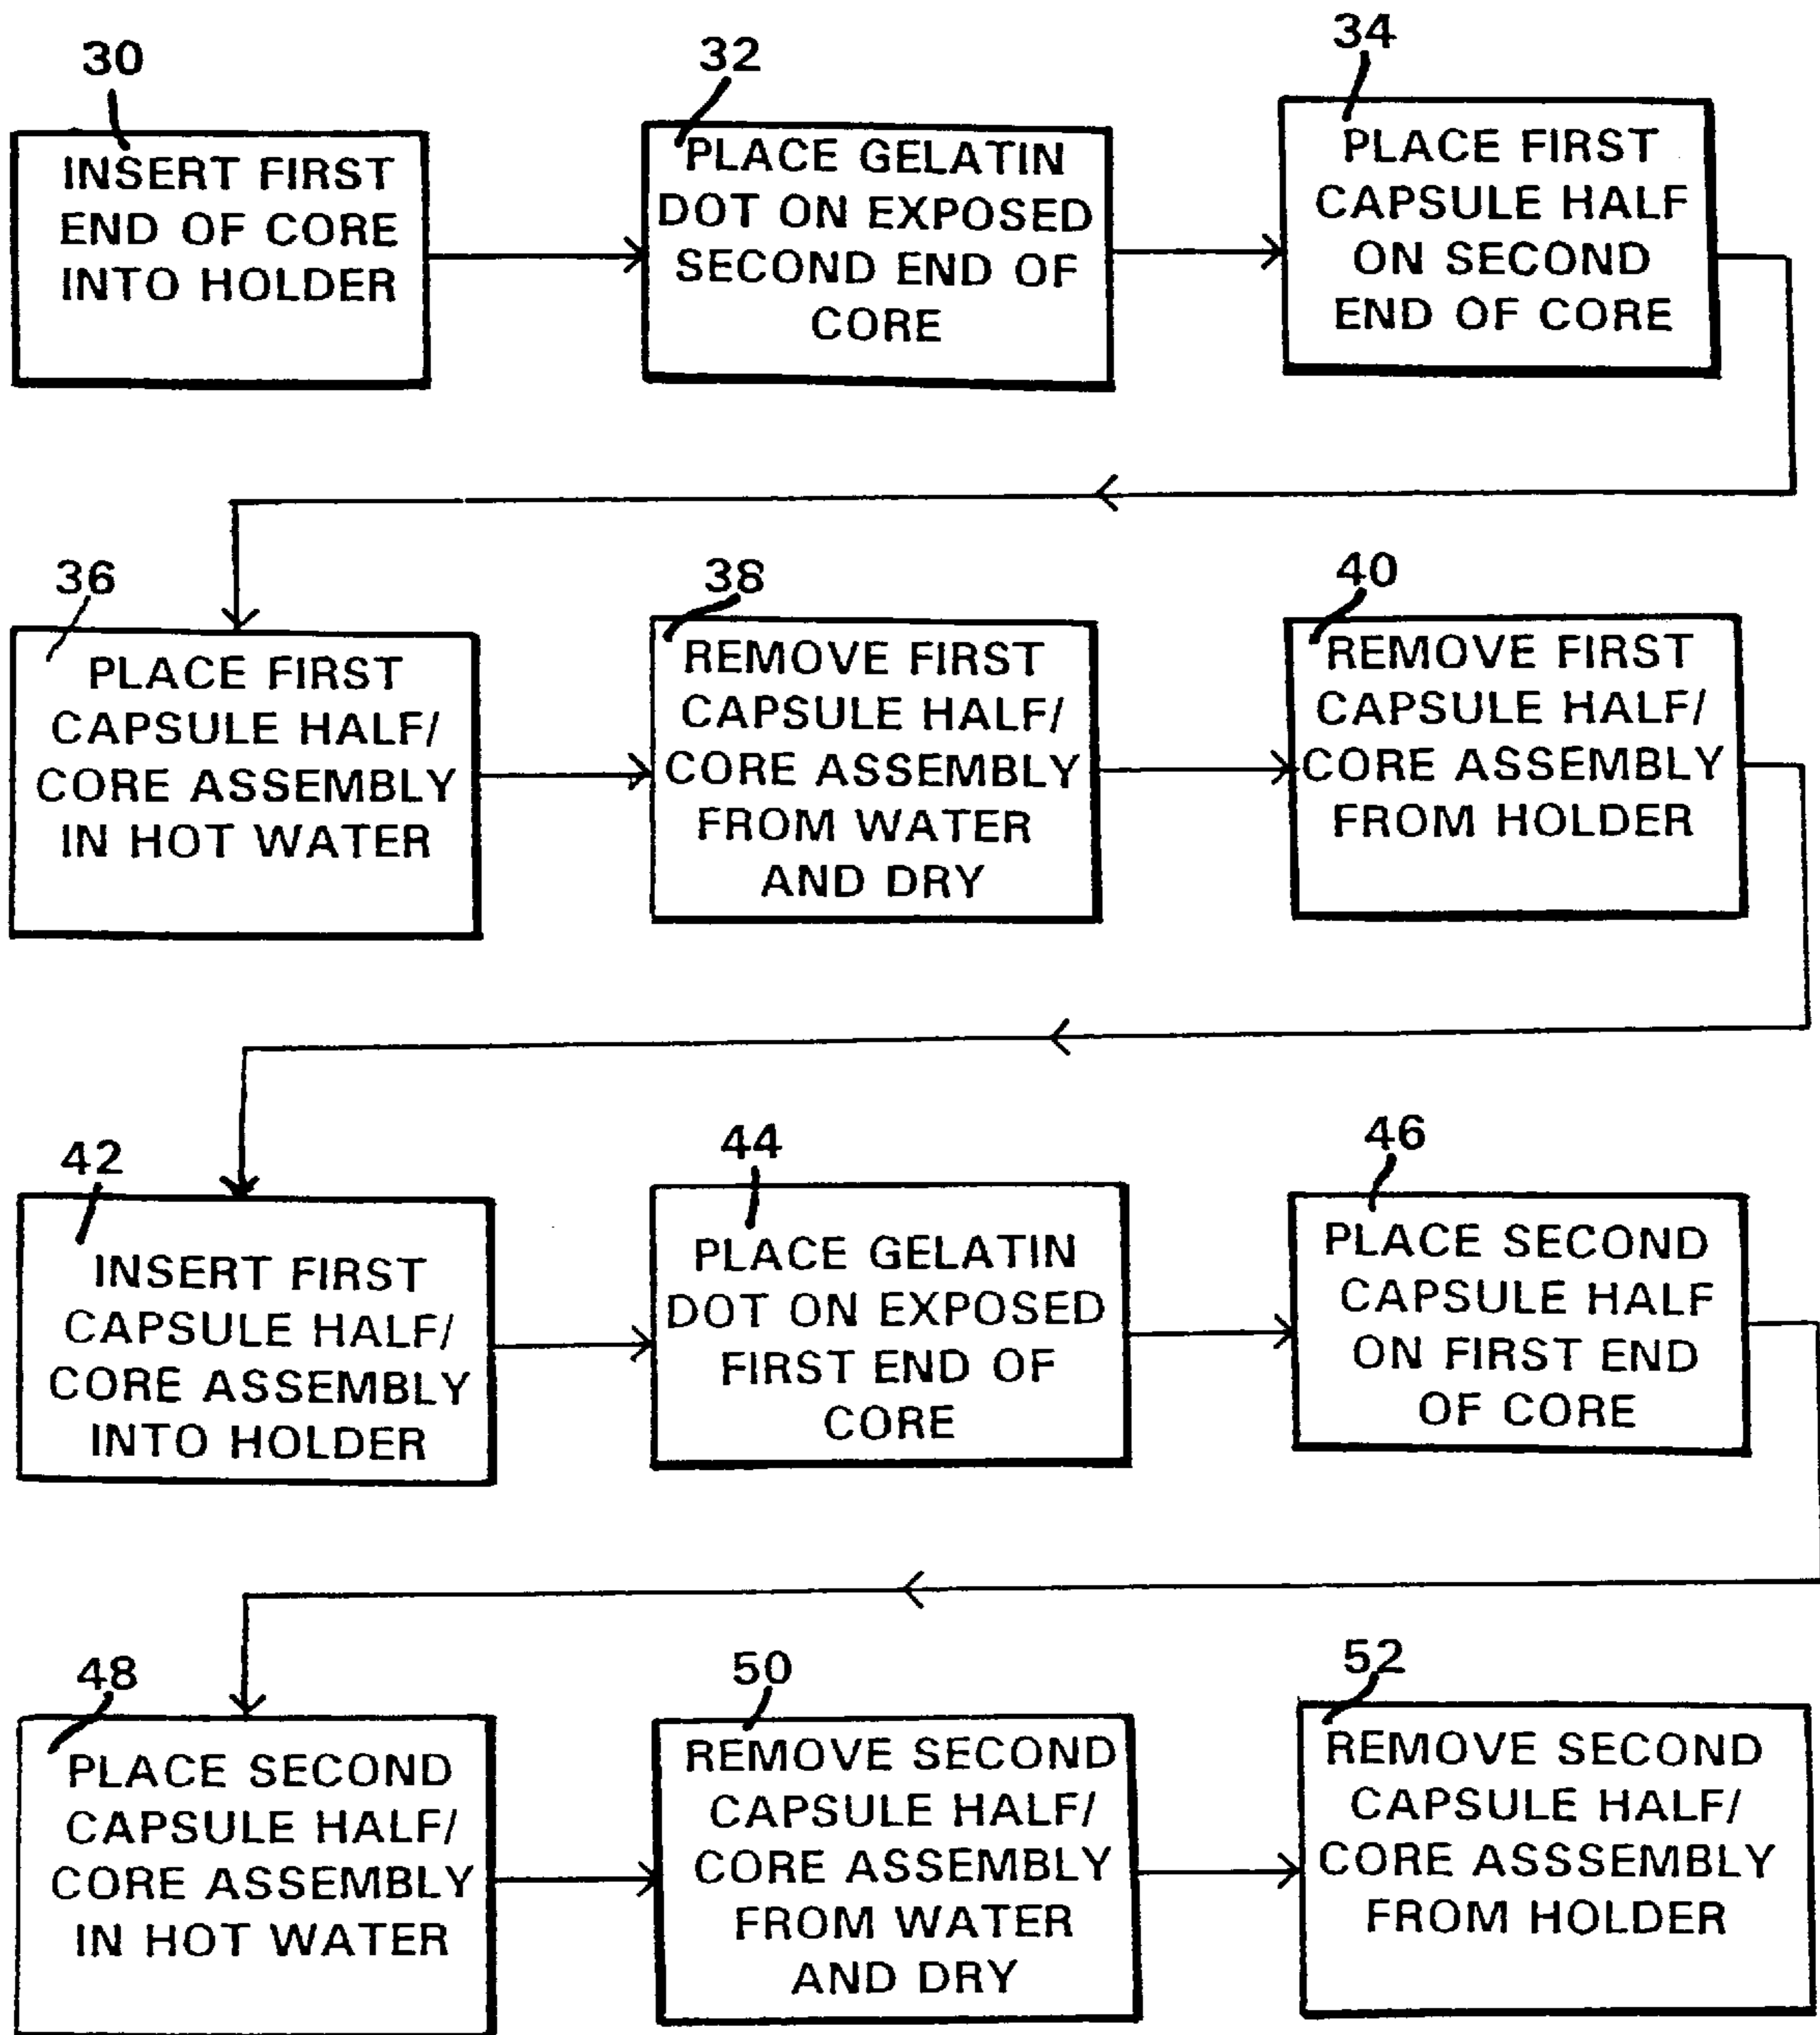 30
INSERT FIRST
END OF CORE
INTO HOLDER
32
PLACE GELATIN
DOT ON EXPOSED
SECOND END OF
CORE
34
PLACE FIRST
CAPSULE HALF
ON SECOND
END OF CORE
36
PLACE FIRST
CAPSULE HALF/
CORE ASSEMBLY
IN HOT WATER
38
REMOVE FIRST
CAPSULE HALF/
CORE ASSEMBLY
FROM WATER
AND DRY
40
REMOVE FIRST
CAPSULE HALF/
CORE ASSEMBLY
FROM HOLDER
42
INSERT FIRST
CAPSULE HALF/
CORE ASSEMBLY
INTO HOLDER
44
PLACE GELATIN
DOT ON EXPOSED
FIRST END OF
CORE
46
PLACE SECOND
CAPSULE HALF
ON FIRST END
OF CORE
48
PLACE SECOND
CAPSULE HALF/
CORE ASSEMBLY
IN HOT WATER
50
REMOVE SECOND
CAPSULE HALF/
CORE ASSEMBLY
FROM WATER
AND DRY
52
REMOVE SECOND
CAPSULE HALF/
CORE ASSSEMBLY
FROM HOLDER